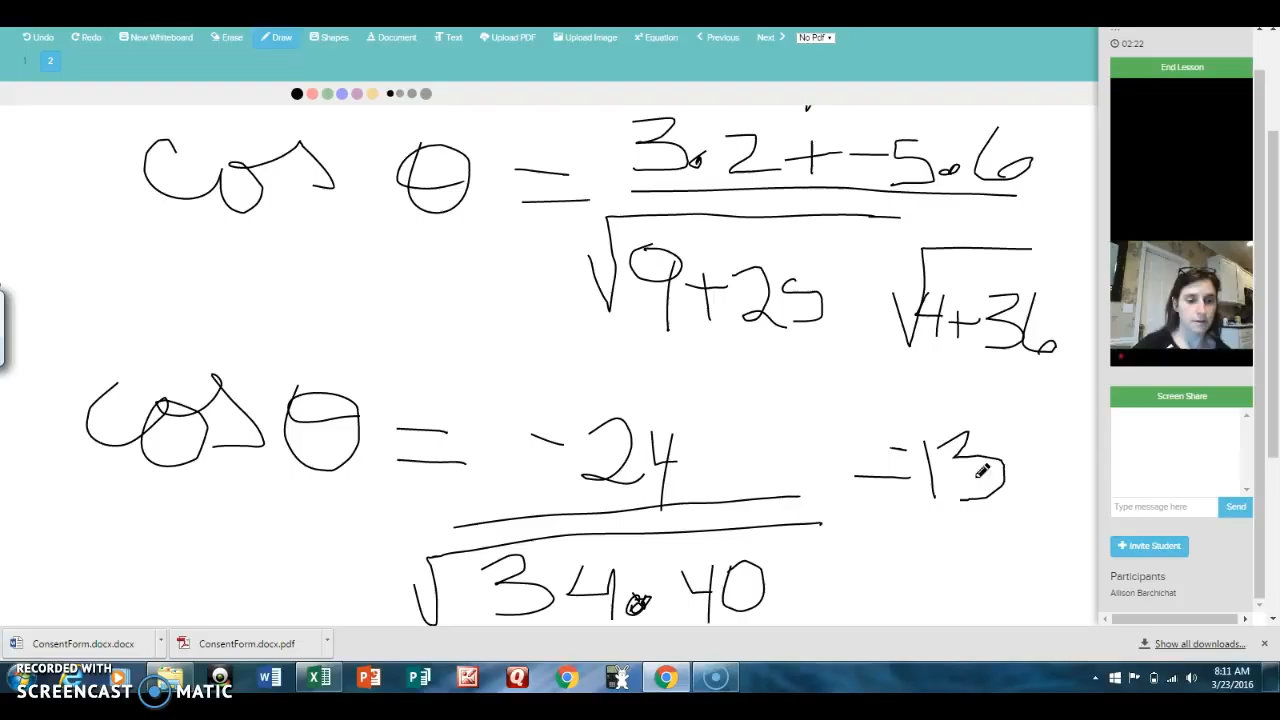 Undo Redo New Whiteboard Erase Draw Shapes Document Text Upload PDF Upload Image x² Equation Previous Next No Pdf
1 2
02:22
End Lesson
cos θ = 3 . 2 + -5 . 6
√9+25 √4+36
cos θ = -24 = 13
√34 . 40
Screen Share
Type message here Send
Invite Student
Participants
Allison Barchichat
ConsentForm.docx.docx ConsentForm.docx.pdf Show all downloads...
RECORDED WITH
SCREENCAST MATIC
8:11 AM
3/23/2016